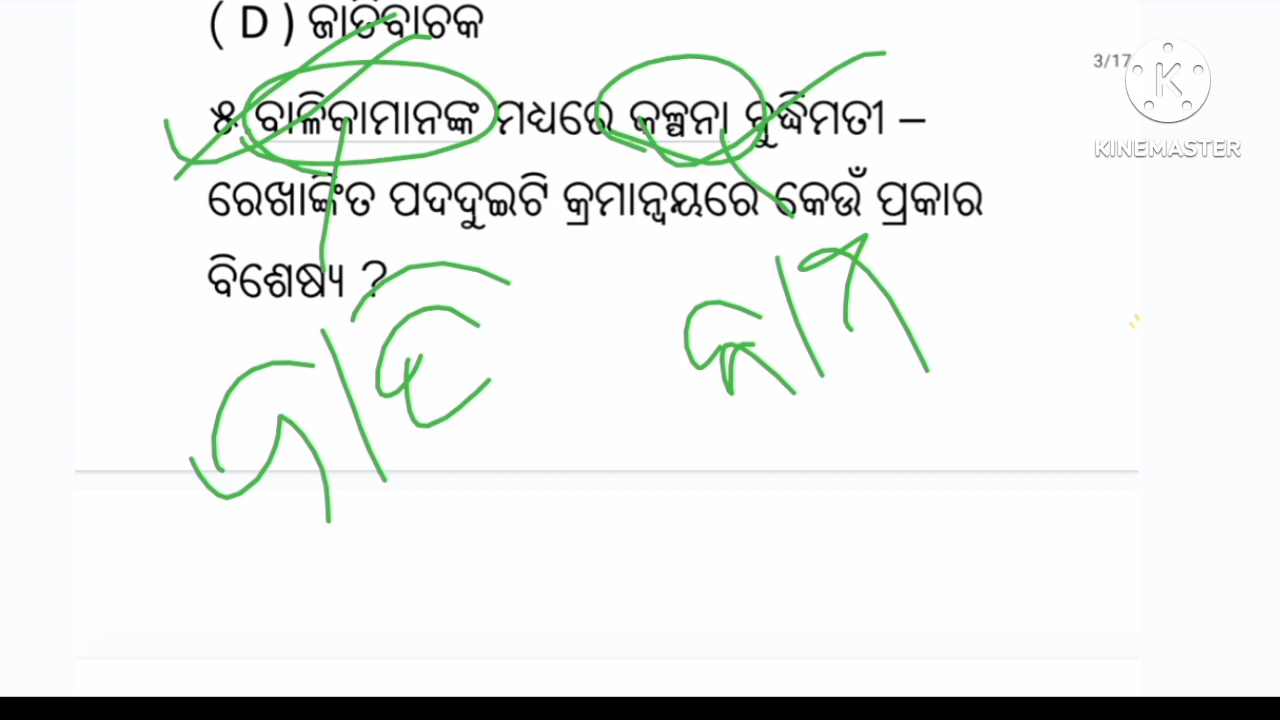 ( D ) ଜାତିବାଚକ
3/17
୫ ବାଳିକାମାନଙ୍କ ମଧ୍ୟରେ କଳ୍ପନା ବୁଦ୍ଧିମତୀ –
KINEMASTER
ରେଖାଙ୍କିତ ପଦଦୁଇଟି କ୍ରମାନ୍ୱୟରେ କେଉଁ ପ୍ରକାର
ବିଶେଷ୍ୟ ?